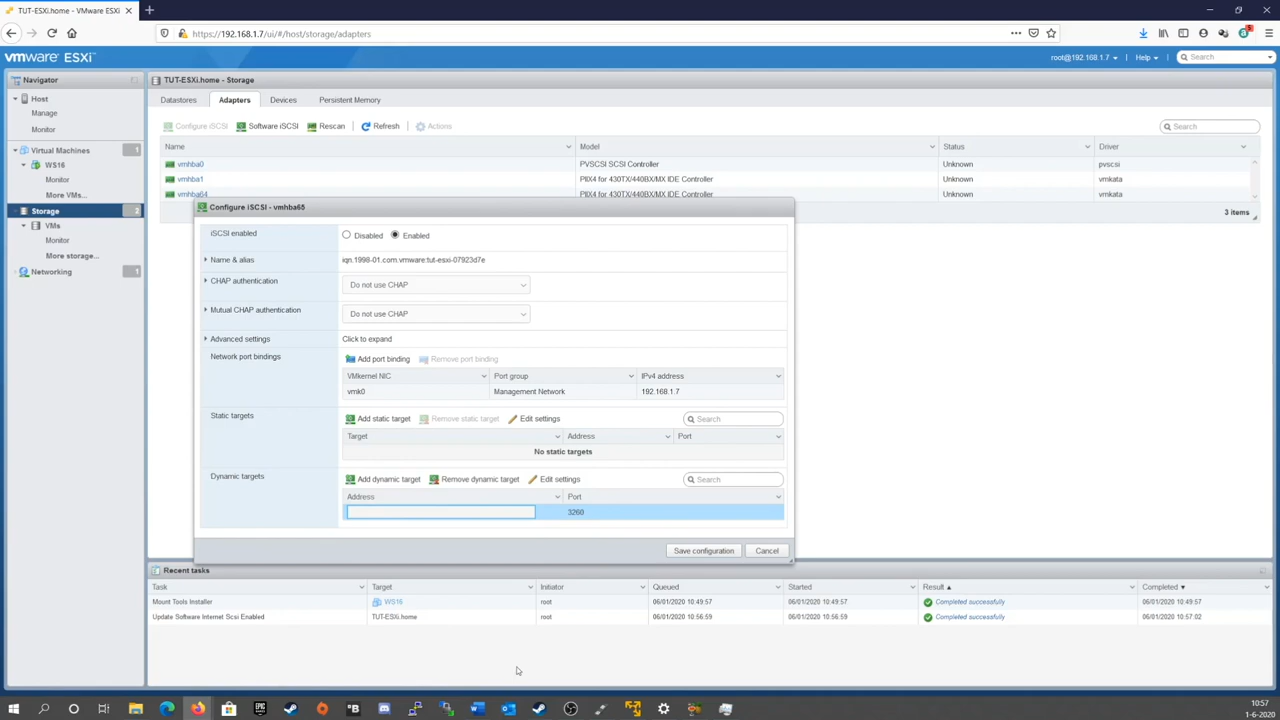 TUT-ESXi.home - VMware ESXi
https://192.168.1.7/ui/#/host/storage/adapters
vmware ESXi™
root@192.168.1.7 Help Search
Navigator
Host
Manage
Monitor
Virtual Machines 1
WS16
Monitor
More VMs...
Storage 2
VMs
Monitor
More storage...
Networking 1
TUT-ESXi.home - Storage
Datastores Adapters Devices Persistent Memory
Configure iSCSI Software iSCSI Rescan Refresh Actions Search
Name Model Status Driver
vmhba0 PVSCSI SCSI Controller Unknown pvscsi
vmhba1 PIIX4 for 430TX/440BX/MX IDE Controller Unknown vmkata
vmhba64 PIIX4 for 430TX/440BX/MX IDE Controller Unknown vmkata
3 items
Configure iSCSI - vmhba65
iSCSI enabled Disabled Enabled
Name & alias iqn.1998-01.com.vmware:tut-esxi-07923d7e
CHAP authentication Do not use CHAP
Mutual CHAP authentication Do not use CHAP
Advanced settings Click to expand
Network port bindings Add port binding Remove port binding
VMkernel NIC Port group IPv4 address
vmk0 Management Network 192.168.1.7
Static targets Add static target Remove static target Edit settings Search
Target Address Port
No static targets
Dynamic targets Add dynamic target Remove dynamic target Edit settings Search
Address Port
3260
Save configuration Cancel
Recent tasks
Task Target Initiator Queued Started Result Completed
Mount Tools Installer WS16 root 06/01/2020 10:49:57 06/01/2020 10:49:57 Completed successfully 06/01/2020 10:49:57
Update Software Internet Scsi Enabled TUT-ESXi.home root 06/01/2020 10:56:59 06/01/2020 10:56:59 Completed successfully 06/01/2020 10:57:02
10:57
1-6-2020